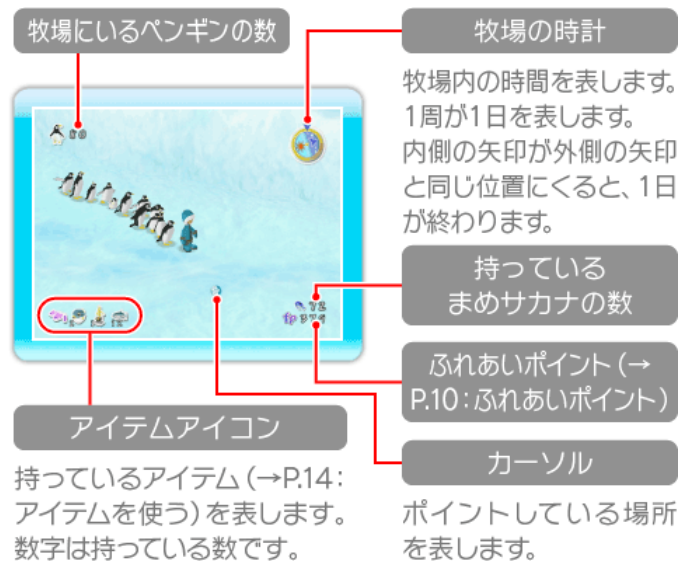 牧場にいるペンギンの数
牧場の時計
牧場内の時間を表します。
1周が1日を表します。
内側の矢印が外側の矢印
と同じ位置にくると、1日
が終わります。
持っている
まめサカナの数
72
fp 379
ふれあいポイント(→
P.10:ふれあいポイント)
アイテムアイコン
持っているアイテム(→P.14:
アイテムを使う)を表します。
数字は持っている数です。
カーソル
ポイントしている場所
を表します。